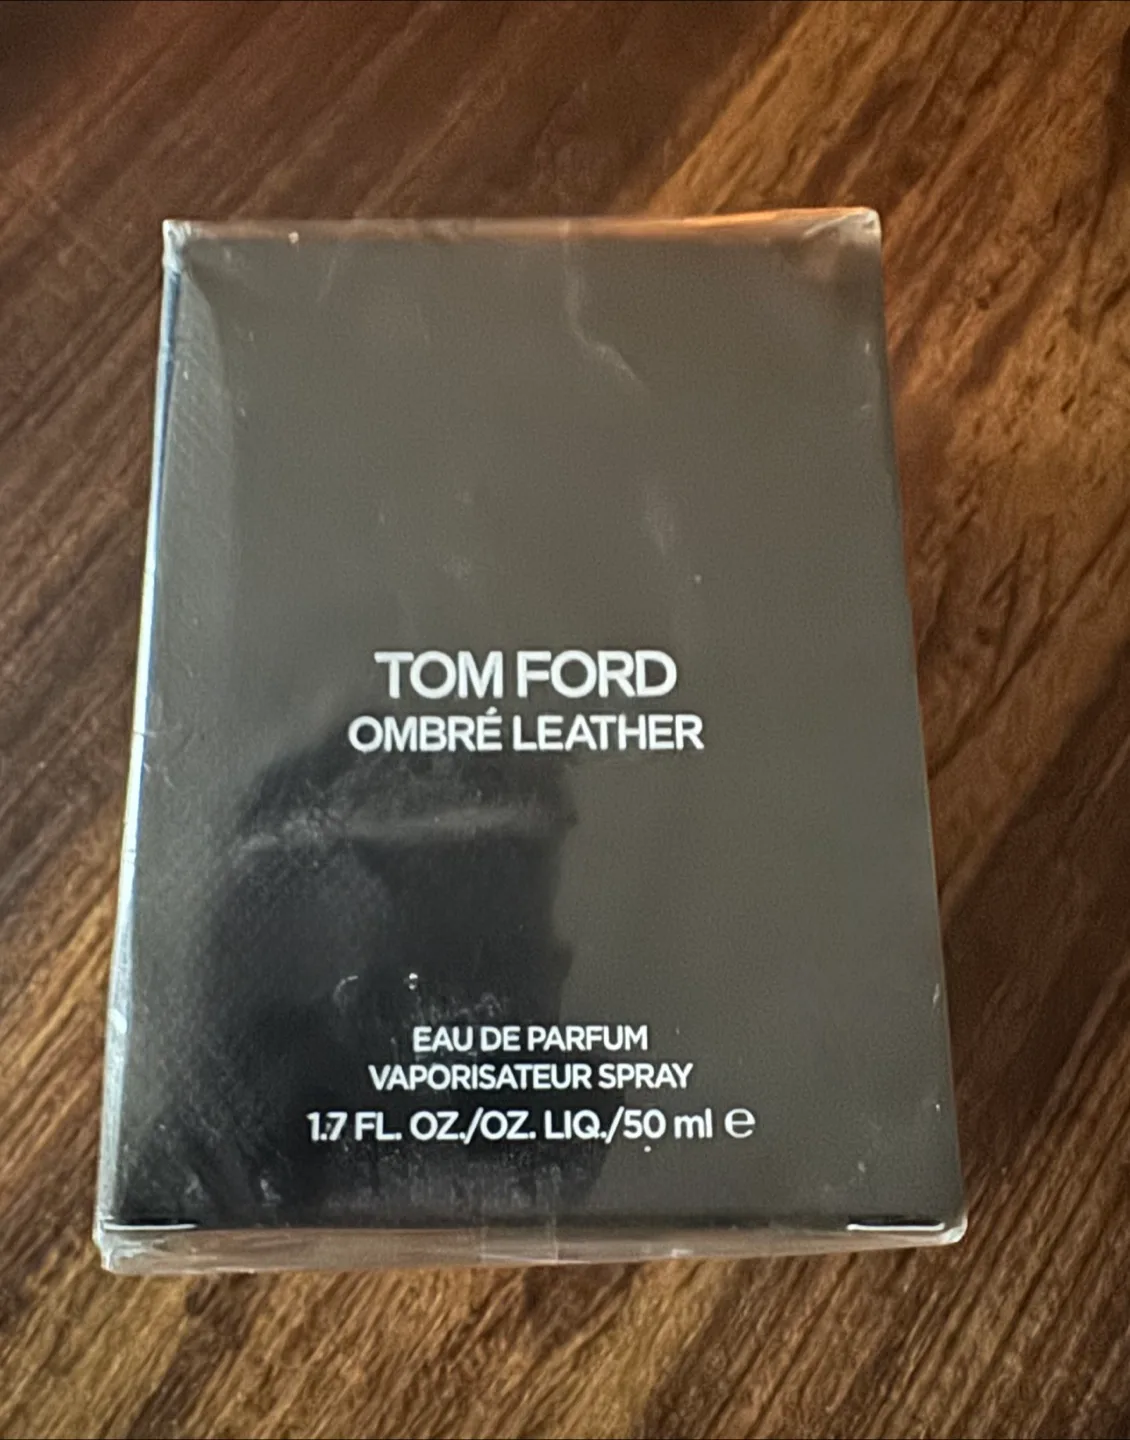 TOM FORD
OMBRÉ LEATHER
EAU DE PARFUM
VAPORISATEUR SPRAY
1.7 FL. OZ./OZ. LIQ./50 ml ℮